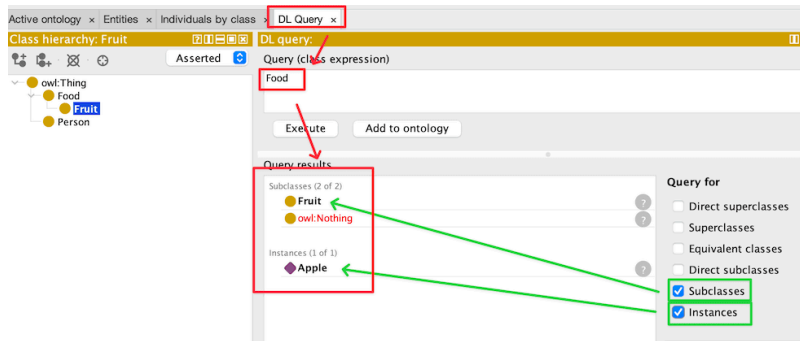 Active ontology × Entities × Individuals by class × DL Query ×
Class hierarchy: Fruit
Asserted
owl:Thing
Food
Fruit
Person
DL query:
Query (class expression)
Food
Execute Add to ontology
Query results
Subclasses (2 of 2)
Fruit ?
owl:Nothing ?
Instances (1 of 1)
Apple ?
Query for
Direct superclasses
Superclasses
Equivalent classes
Direct subclasses
Subclasses
Instances